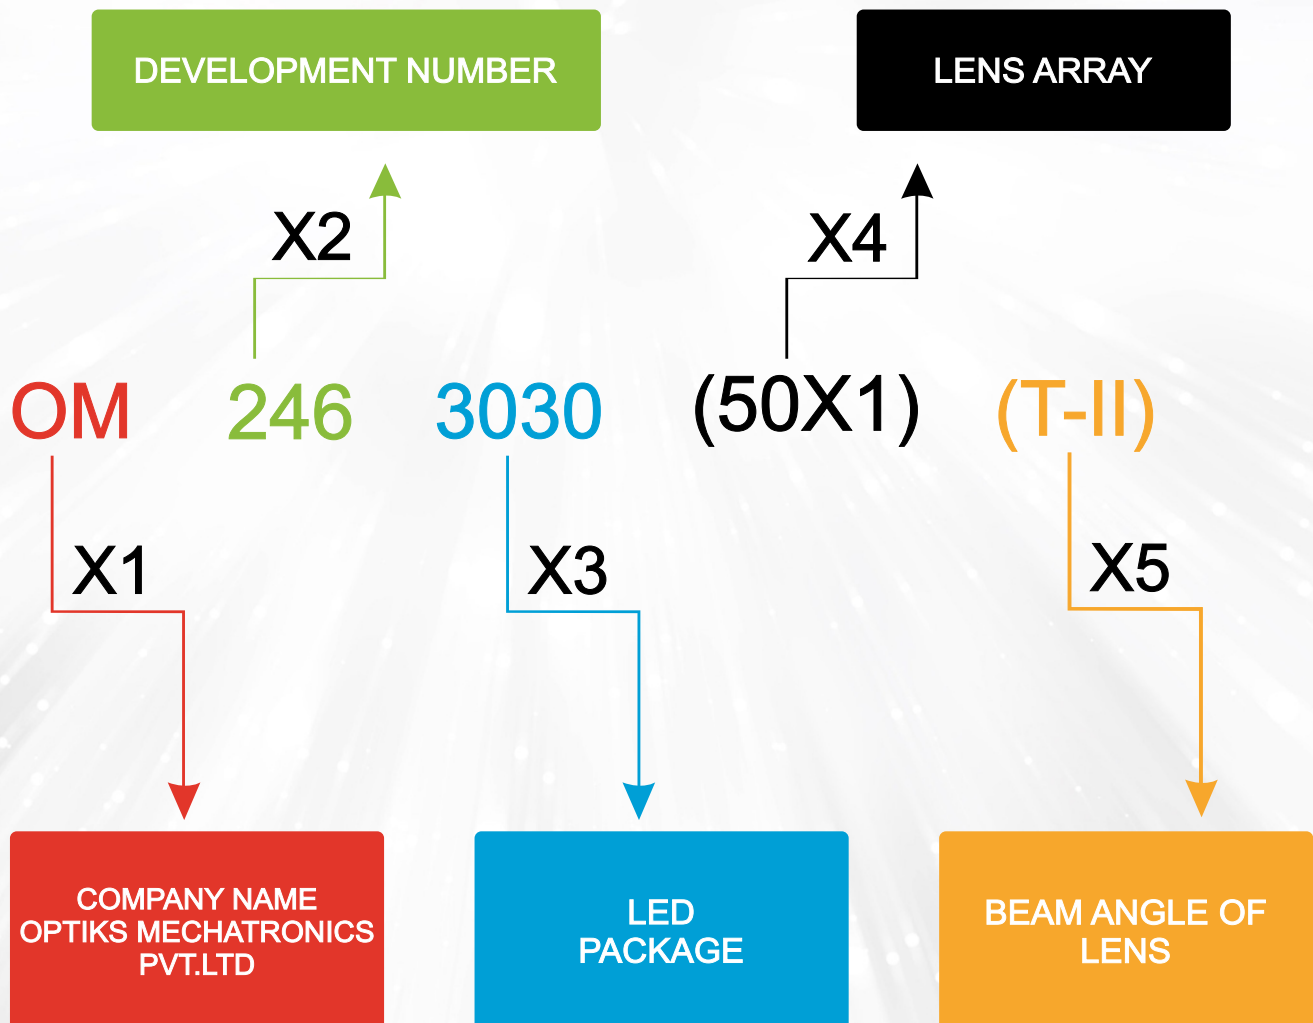 DEVELOPMENT NUMBER
LENS ARRAY
X2
X4
OM 246 3030 (50X1) (T-II)
X1
X3
X5
COMPANY NAME
OPTIKS MECHATRONICS
PVT.LTD
LED
PACKAGE
BEAM ANGLE OF
LENS